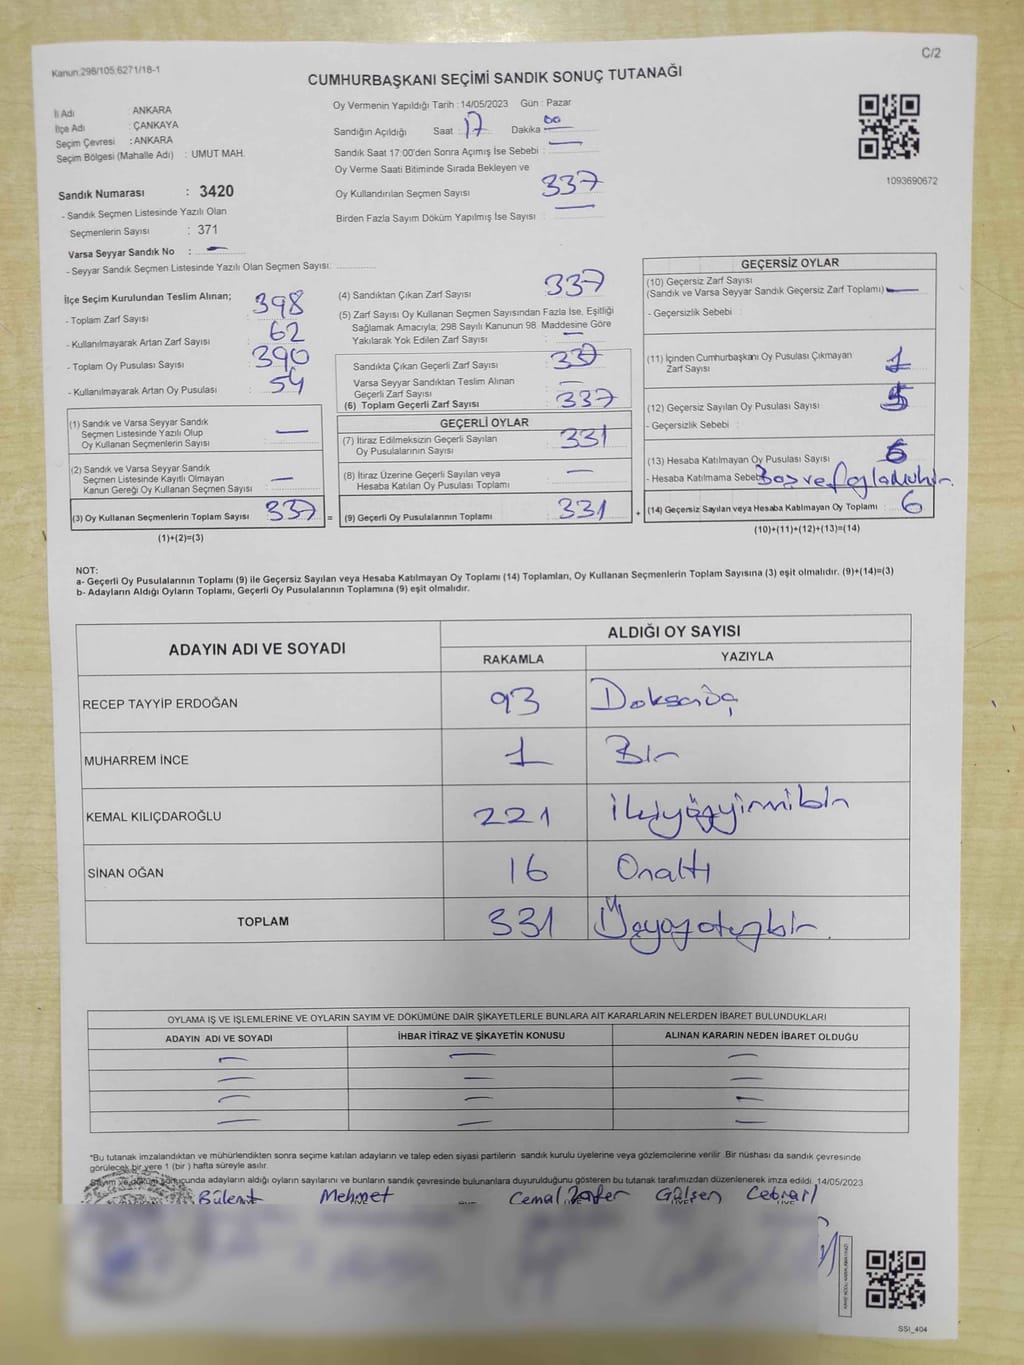 Kanun:298/105;6271/18-1
C/2
CUMHURBAŞKANI SEÇİMİ SANDIK SONUÇ TUTANAĞI
İl Adı : ANKARA
İlçe Adı : ÇANKAYA
Seçim Çevresi : ANKARA
Seçim Bölgesi (Mahalle Adı) : UMUT MAH.
Sandık Numarası : 3420
- Sandık Seçmen Listesinde Yazılı Olan
Seçmenlerin Sayısı : 371
Varsa Seyyar Sandık No : —
- Seyyar Sandık Seçmen Listesinde Yazılı Olan Seçmen Sayısı:
Oy Vermenin Yapıldığı Tarih : 14/05/2023 Gün : Pazar
Sandığın Açıldığı Saat : 17 Dakika 00
Sandık Saat 17:00'den Sonra Açımış İse Sebebi : —
Oy Verme Saati Bitiminde Sırada Bekleyen ve
Oy Kullandırılan Seçmen Sayısı 337
Birden Fazla Sayım Döküm Yapılmış İse Sayısı : —
1093690672
İlçe Seçim Kurulundan Teslim Alınan;
- Toplam Zarf Sayısı : 398
- Kullanılmayarak Artan Zarf Sayısı : 62
- Toplam Oy Pusulası Sayısı : 390
- Kullanılmayarak Artan Oy Pusulası : 54
(1) Sandık ve Varsa Seyyar Sandık
Seçmen Listesinde Yazılı Olup
Oy Kullanan Seçmenlerin Sayısı : —
(2) Sandık ve Varsa Seyyar Sandık
Seçmen Listesinde Kayıtlı Olmayan
Kanun Gereği Oy Kullanan Seçmen Sayısı : —
(3) Oy Kullanan Seçmenlerin Toplam Sayısı : 337 =
(1)+(2)=(3)
(4) Sandıktan Çıkan Zarf Sayısı : 337
(5) Zarf Sayısı Oy Kullanan Seçmen Sayısından Fazla İse, Eşitliği
Sağlamak Amacıyla, 298 Sayılı Kanunun 98. Maddesine Göre
Yakılarak Yok Edilen Zarf Sayısı : —
Sandıkta Çıkan Geçerli Zarf Sayısı : 337
Varsa Seyyar Sandıktan Teslim Alınan
Geçerli Zarf Sayısı : —
(6) Toplam Geçerli Zarf Sayısı : 337
GEÇERLİ OYLAR
(7) İtiraz Edilmeksizin Geçerli Sayılan
Oy Pusulalarının Sayısı : 331
(8) İtiraz Üzerine Geçerli Sayılan veya
Hesaba Katılan Oy Pusulası Toplamı : —
(9) Geçerli Oy Pusulalarının Toplamı : 331 +
GEÇERSİZ OYLAR
(10) Geçersiz Zarf Sayısı
(Sandık ve Varsa Seyyar Sandık Geçersiz Zarf Toplamı) : —
- Geçersizlik Sebebi :
(11) İçinden Cumhurbaşkanı Oy Pusulası Çıkmayan
Zarf Sayısı : 1
(12) Geçersiz Sayılan Oy Pusulası Sayısı : 5
- Geçersizlik Sebebi :
(13) Hesaba Katılmayan Oy Pusulası Sayısı :
- Hesaba Katılmama Sebebi
(14) Geçersiz Sayılan veya Hesaba Katılmayan Oy Toplamı : 6
(10)+(11)+(12)+(13)=(14)
NOT:
a- Geçerli Oy Pusulalarının Toplamı (9) ile Geçersiz Sayılan veya Hesaba Katılmayan Oy Toplamı (14) Toplamları, Oy Kullanan Seçmenlerin Toplam Sayısına (3) eşit olmalıdır. (9)+(14)=(3)
b- Adayların Aldığı Oyların Toplamı, Geçerli Oy Pusulalarının Toplamına (9) eşit olmalıdır.
ADAYIN ADI VE SOYADI ALDIĞI OY SAYISI
RAKAMLA YAZIYLA
RECEP TAYYİP ERDOĞAN 93 Doksanüç
MUHARREM İNCE 1 Bir
KEMAL KILIÇDAROĞLU 221 ikiyüzyirmibir
SİNAN OĞAN 16 Onaltı
TOPLAM 331 Üçyüzotuzbir
OYLAMA İŞ VE İŞLEMLERİNE VE OYLARIN SAYIM VE DÖKÜMÜNE DAİR ŞİKAYETLERLE BUNLARA AİT KARARLARIN NELERDEN İBARET BULUNDUKLARI
ADAYIN ADI VE SOYADI İHBAR İTİRAZ VE ŞİKAYETİN KONUSU ALINAN KARARIN NEDEN İBARET OLDUĞU
— — —
— — —
— — —
— — —
*Bu tutanak imzalandıktan ve mühürlendikten sonra seçime katılan adayların ve talep eden siyasi partilerin sandık kurulu üyelerine veya gözlemcilerine verilir. Bir nüshası da sandık çevresinde
görülecek bir yere 1 (bir ) hafta süreyle asılır.
Sayım ve döküm sonucunda adayların aldığı oyların sayılarını ve bunların sandık çevresinde bulunanlara duyurulduğunu gösteren bu tutanak tarafımızdan düzenlenerek imza edildi. 14/05/2023
Bülent Mehmet Cemal Zafer Gülşen Cebrail
SSI_404